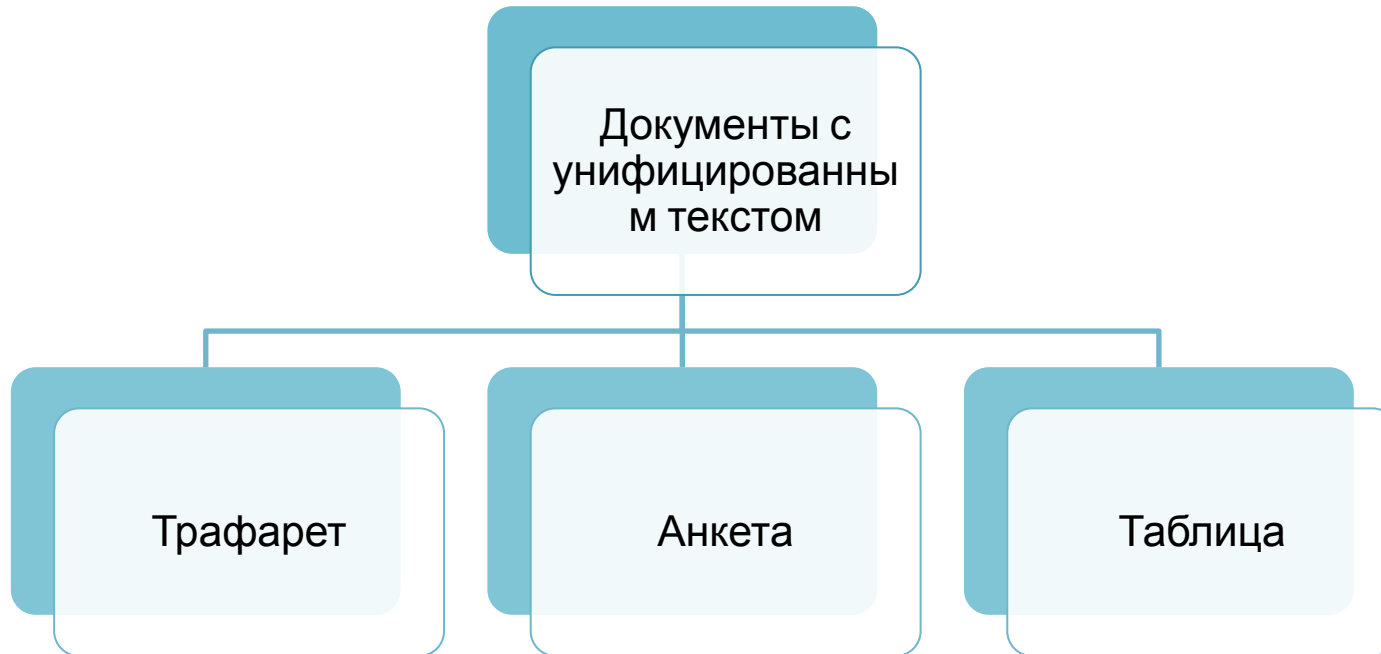 Документы с
унифицированны
м текстом
Трафарет
Анкета
Таблица